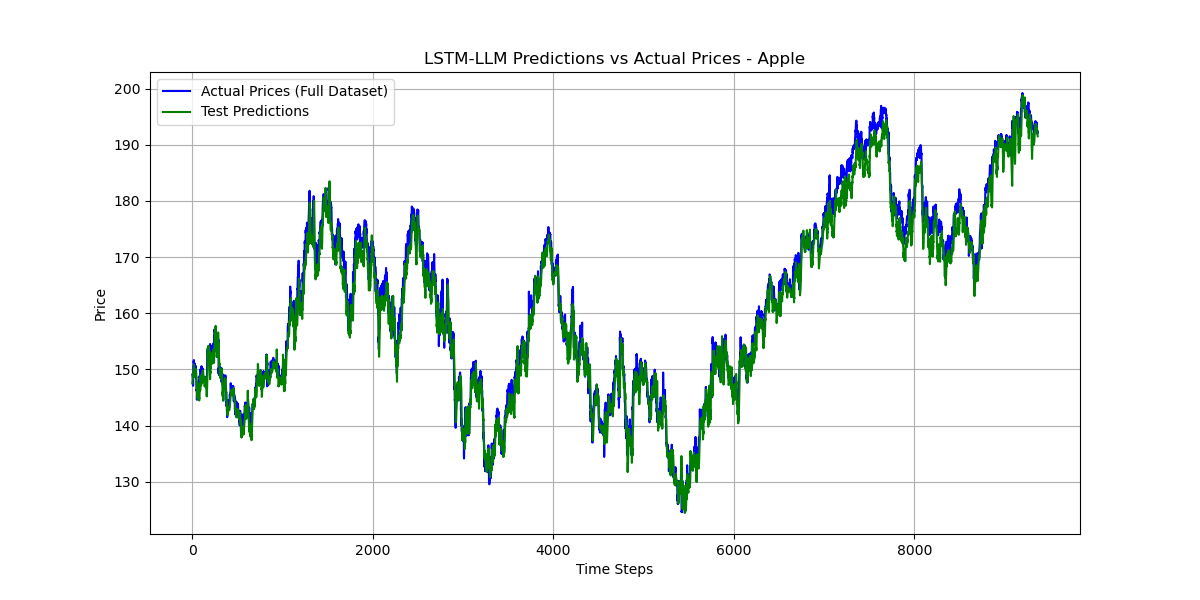 LSTM-LLM Predictions vs Actual Prices - Apple
Actual Prices (Full Dataset)
Test Predictions
Price
200
190
180
170
160
150
140
130
0 2000 4000 6000 8000
Time Steps